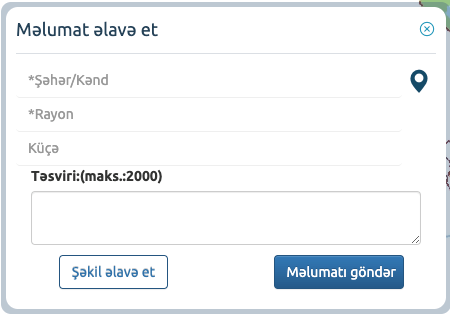 Məlumat əlavə et
*Şəhər/Kənd
*Rayon
Küçə
Təsviri:(maks.:2000)
Şəkil əlavə et
Məlumatı göndər